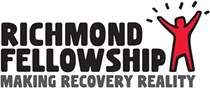 RICHMOND
FELLOWSHIP
MAKING RECOVERY REALITY